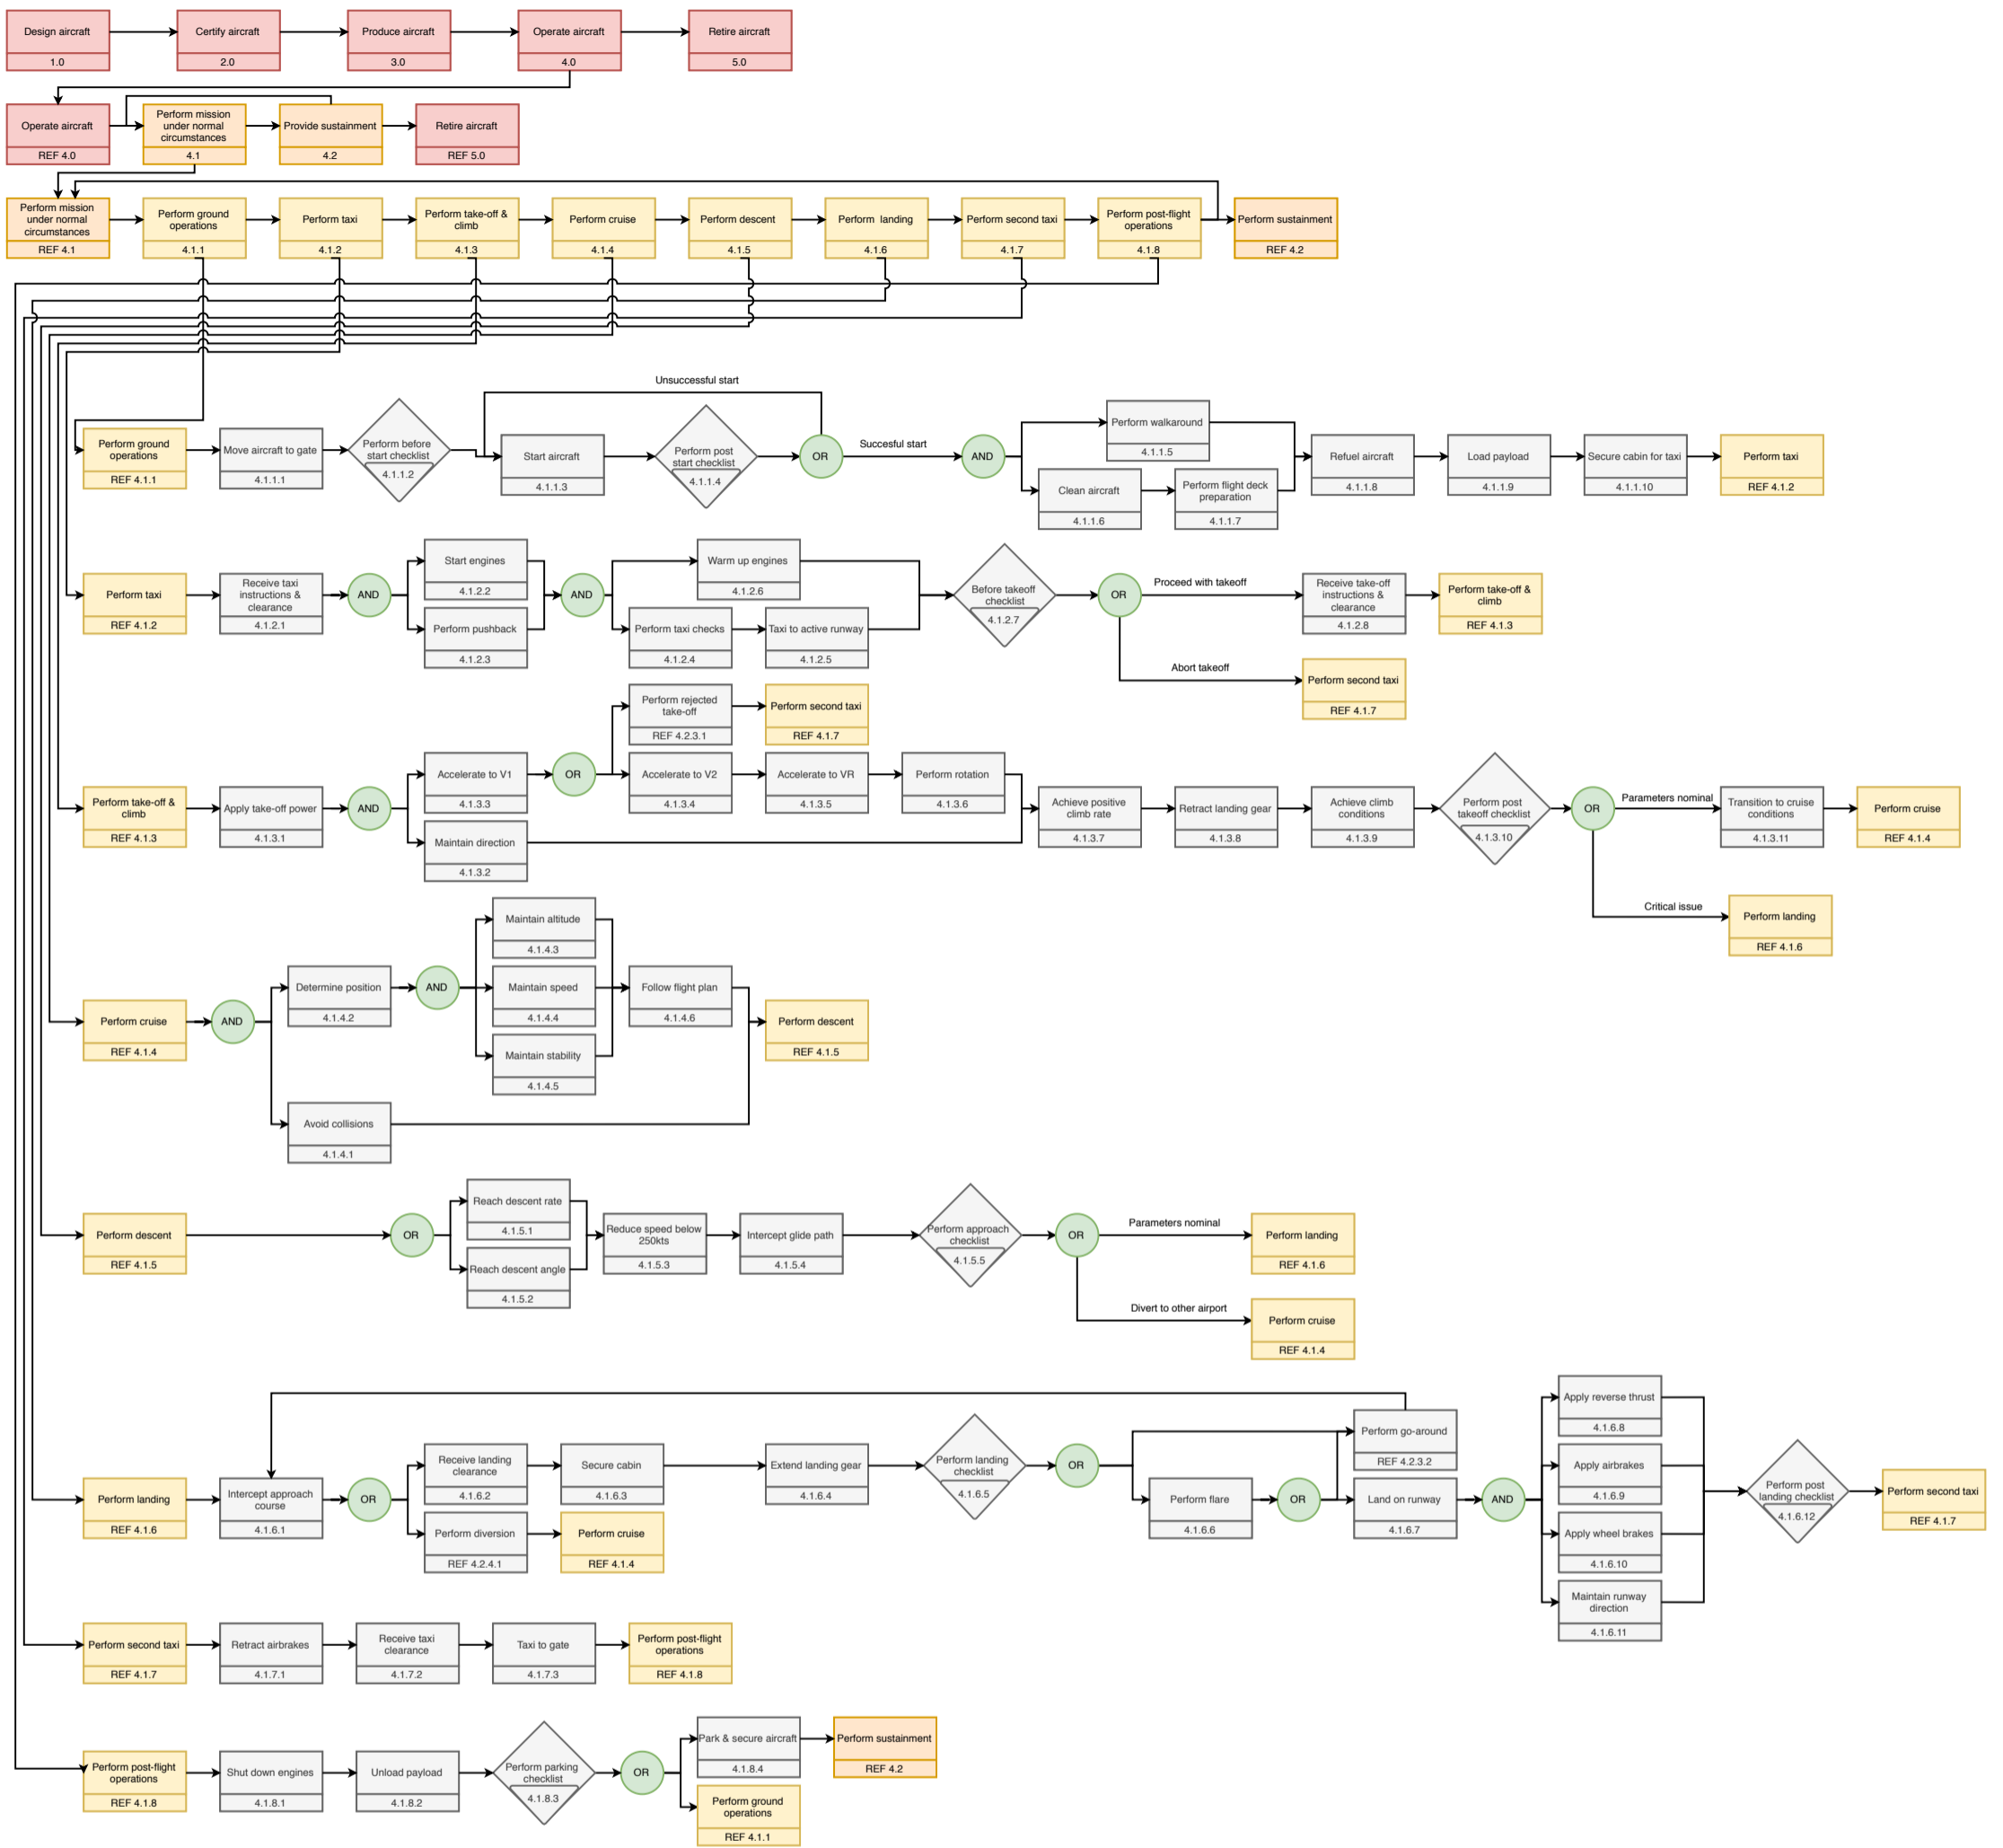 Design aircraft
1.0
Certify aircraft
2.0
Produce aircraft
3.0
Operate aircraft
4.0
Retire aircraft
5.0
Operate aircraft
REF 4.0
Perform mission
under normal
circumstances
4.1
Provide sustainment
4.2
Retire aircraft
REF 5.0
Perform mission
under normal
circumstances
REF 4.1
Perform ground
operations
4.1.1
Perform taxi
4.1.2
Perform take-off &
climb
4.1.3
Perform cruise
4.1.4
Perform descent
4.1.5
Perform landing
4.1.6
Perform second taxi
4.1.7
Perform post-flight
operations
4.1.8
Perform sustainment
REF 4.2
Perform ground
operations
REF 4.1.1
Move aircraft to gate
4.1.1.1
Perform before
start checklist
4.1.1.2
Unsuccessful start
Start aircraft
4.1.1.3
Perform post
start checklist
4.1.1.4
OR
Succesful start
AND
Perform walkaround
4.1.1.5
Clean aircraft
4.1.1.6
Perform flight deck
preparation
4.1.1.7
Refuel aircraft
4.1.1.8
Load payload
4.1.1.9
Secure cabin for taxi
4.1.1.10
Perform taxi
REF 4.1.2
Perform taxi
REF 4.1.2
Receive taxi
instructions &
clearance
4.1.2.1
AND
Start engines
4.1.2.2
Perform pushback
4.1.2.3
AND
Warm up engines
4.1.2.6
Perform taxi checks
4.1.2.4
Taxi to active runway
4.1.2.5
Before takeoff
checklist
4.1.2.7
OR
Proceed with takeoff
Receive take-off
instructions &
clearance
4.1.2.8
Perform take-off &
climb
REF 4.1.3
Abort takeoff
Perform second taxi
REF 4.1.7
Perform take-off &
climb
REF 4.1.3
Apply take-off power
4.1.3.1
AND
Accelerate to V1
4.1.3.3
Maintain direction
4.1.3.2
OR
Perform rejected
take-off
REF 4.2.3.1
Perform second taxi
REF 4.1.7
Accelerate to V2
4.1.3.4
Accelerate to VR
4.1.3.5
Perform rotation
4.1.3.6
Achieve positive
climb rate
4.1.3.7
Retract landing gear
4.1.3.8
Achieve climb
conditions
4.1.3.9
Perform post
takeoff checklist
4.1.3.10
OR
Parameters nominal
Transition to cruise
conditions
4.1.3.11
Perform cruise
REF 4.1.4
Critical issue
Perform landing
REF 4.1.6
Perform cruise
REF 4.1.4
AND
Determine position
4.1.4.2
AND
Maintain altitude
4.1.4.3
Maintain speed
4.1.4.4
Maintain stability
4.1.4.5
Follow flight plan
4.1.4.6
Perform descent
REF 4.1.5
Avoid collisions
4.1.4.1
Perform descent
REF 4.1.5
OR
Reach descent rate
4.1.5.1
Reach descent angle
4.1.5.2
Reduce speed below
250kts
4.1.5.3
Intercept glide path
4.1.5.4
Perform approach
checklist
4.1.5.5
OR
Parameters nominal
Perform landing
REF 4.1.6
Divert to other airport
Perform cruise
REF 4.1.4
Perform landing
REF 4.1.6
Intercept approach
course
4.1.6.1
OR
Receive landing
clearance
4.1.6.2
Secure cabin
4.1.6.3
Perform diversion
REF 4.2.4.1
Perform cruise
REF 4.1.4
Extend landing gear
4.1.6.4
Perform landing
checklist
4.1.6.5
OR
Perform flare
4.1.6.6
OR
Perform go-around
REF 4.2.3.2
Land on runway
4.1.6.7
AND
Apply reverse thrust
4.1.6.8
Apply airbrakes
4.1.6.9
Apply wheel brakes
4.1.6.10
Maintain runway
direction
4.1.6.11
Perform post
landing checklist
4.1.6.12
Perform second taxi
REF 4.1.7
Perform second taxi
REF 4.1.7
Retract airbrakes
4.1.7.1
Receive taxi
clearance
4.1.7.2
Taxi to gate
4.1.7.3
Perform post-flight
operations
REF 4.1.8
Perform post-flight
operations
REF 4.1.8
Shut down engines
4.1.8.1
Unload payload
4.1.8.2
Perform parking
checklist
4.1.8.3
OR
Park & secure aircraft
4.1.8.4
Perform sustainment
REF 4.2
Perform ground
operations
REF 4.1.1